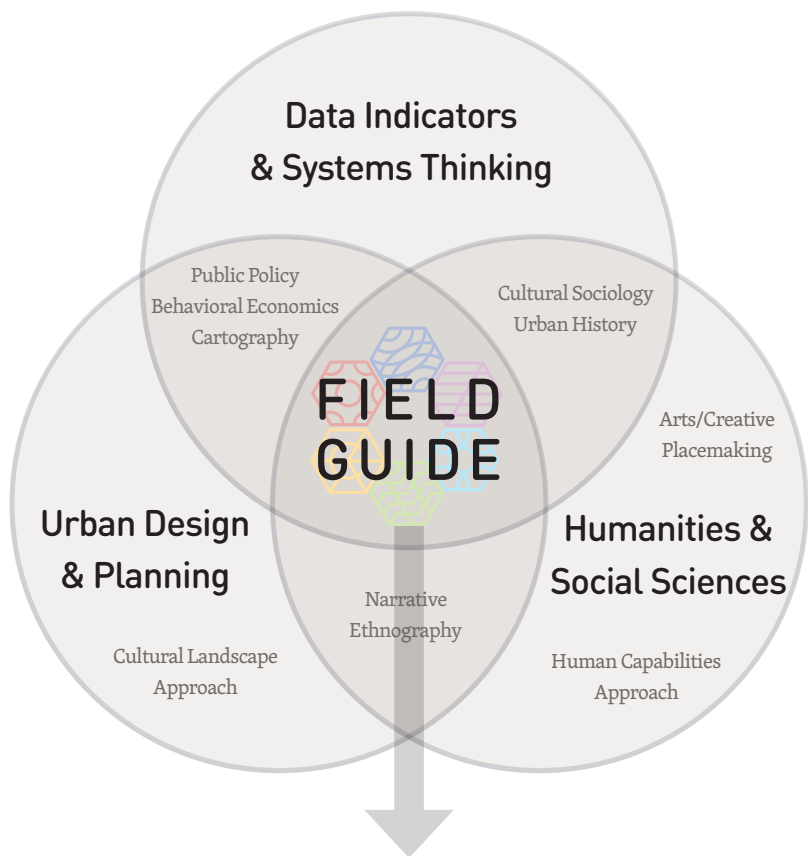 Data Indicators
& Systems Thinking
Public Policy
Behavioral Economics
Cartography
Cultural Sociology
Urban History
FIELD
GUIDE
Arts/Creative
Placemaking
Urban Design
& Planning
Humanities &
Social Sciences
Narrative
Ethnography
Cultural Landscape
Approach
Human Capabilities
Approach